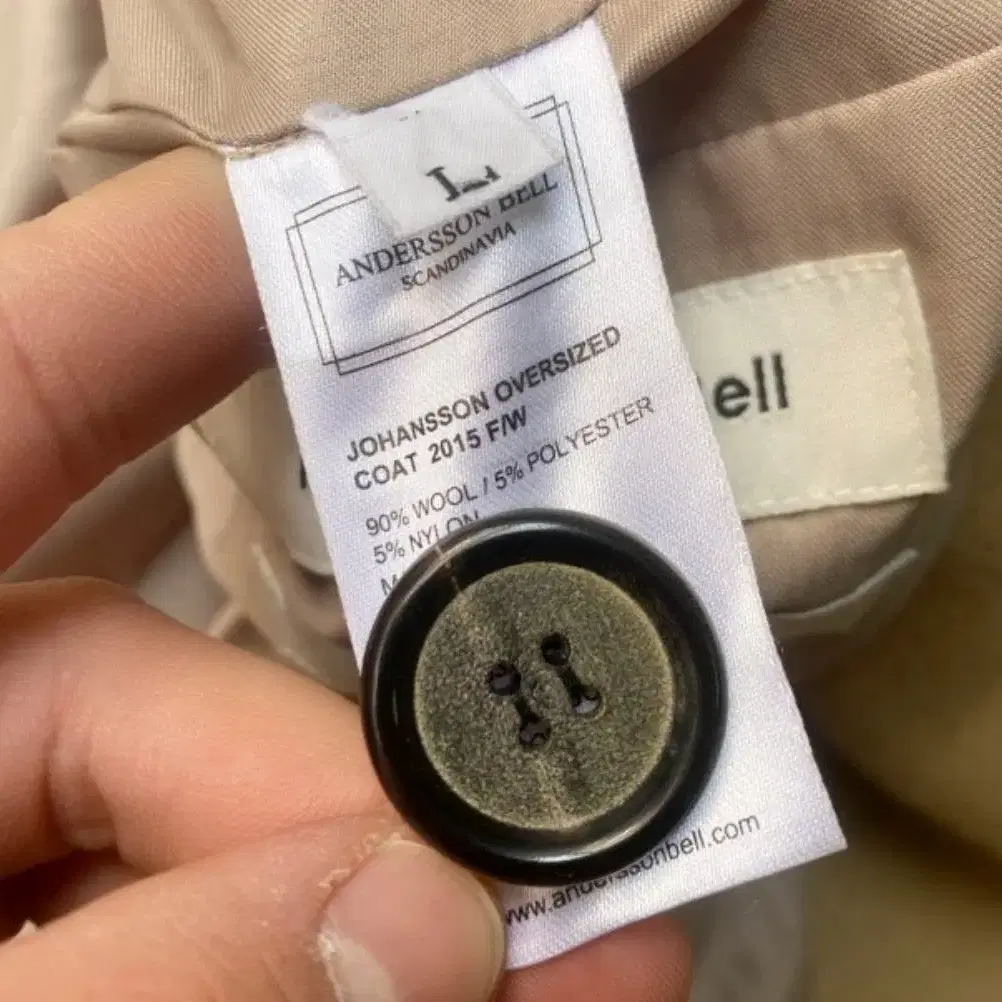 L
ANDERSSON BELL
SCANDINAVIA
JOHANSSON OVERSIZED
COAT 2015 F/W
90% WOOL / 5% POLYESTER
5% NYLON
www.anderssonbell.com
ell